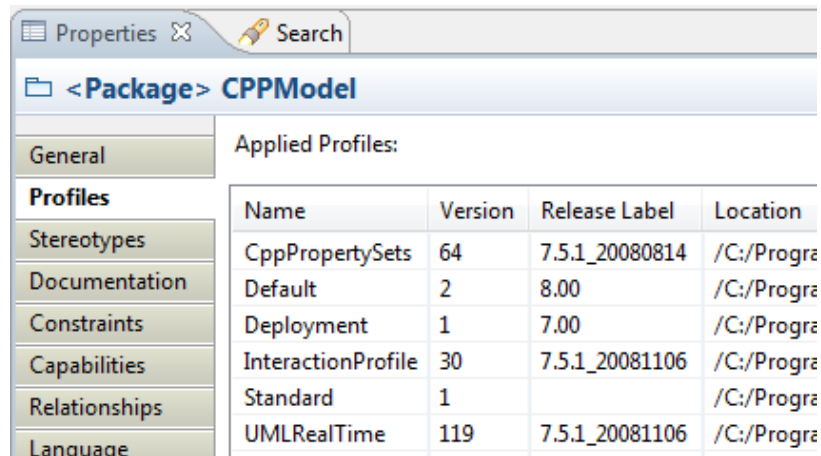 Properties Search
<Package> CPPModel
General
Profiles
Stereotypes
Documentation
Constraints
Capabilities
Relationships
Language
Applied Profiles:
Name Version Release Label Location
CppPropertySets 64 7.5.1_20080814 /C:/Progra
Default 2 8.00 /C:/Progra
Deployment 1 7.00 /C:/Progra
InteractionProfile 30 7.5.1_20081106 /C:/Progra
Standard 1 /C:/Progra
UMLRealTime 119 7.5.1_20081106 /C:/Progra